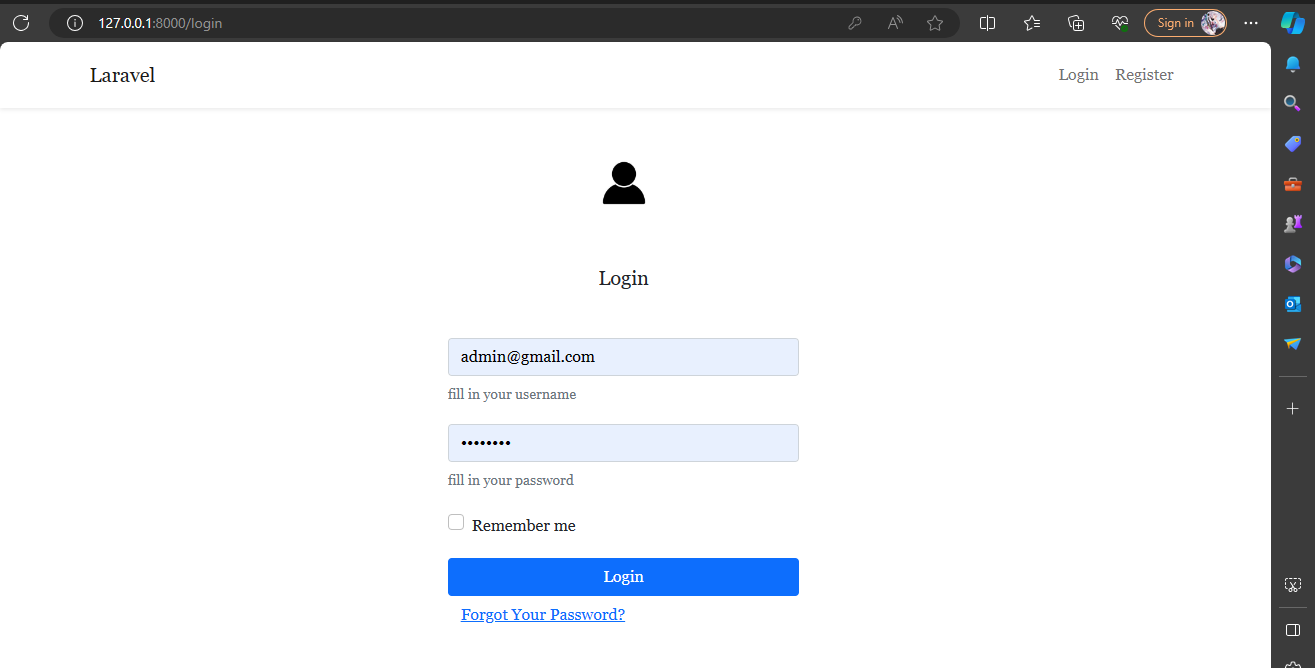 127.0.0.1:8000/login
Sign in
Laravel
Login Register
Login
admin@gmail.com
fill in your username
••••••••
fill in your password
Remember me
Login
Forgot Your Password?